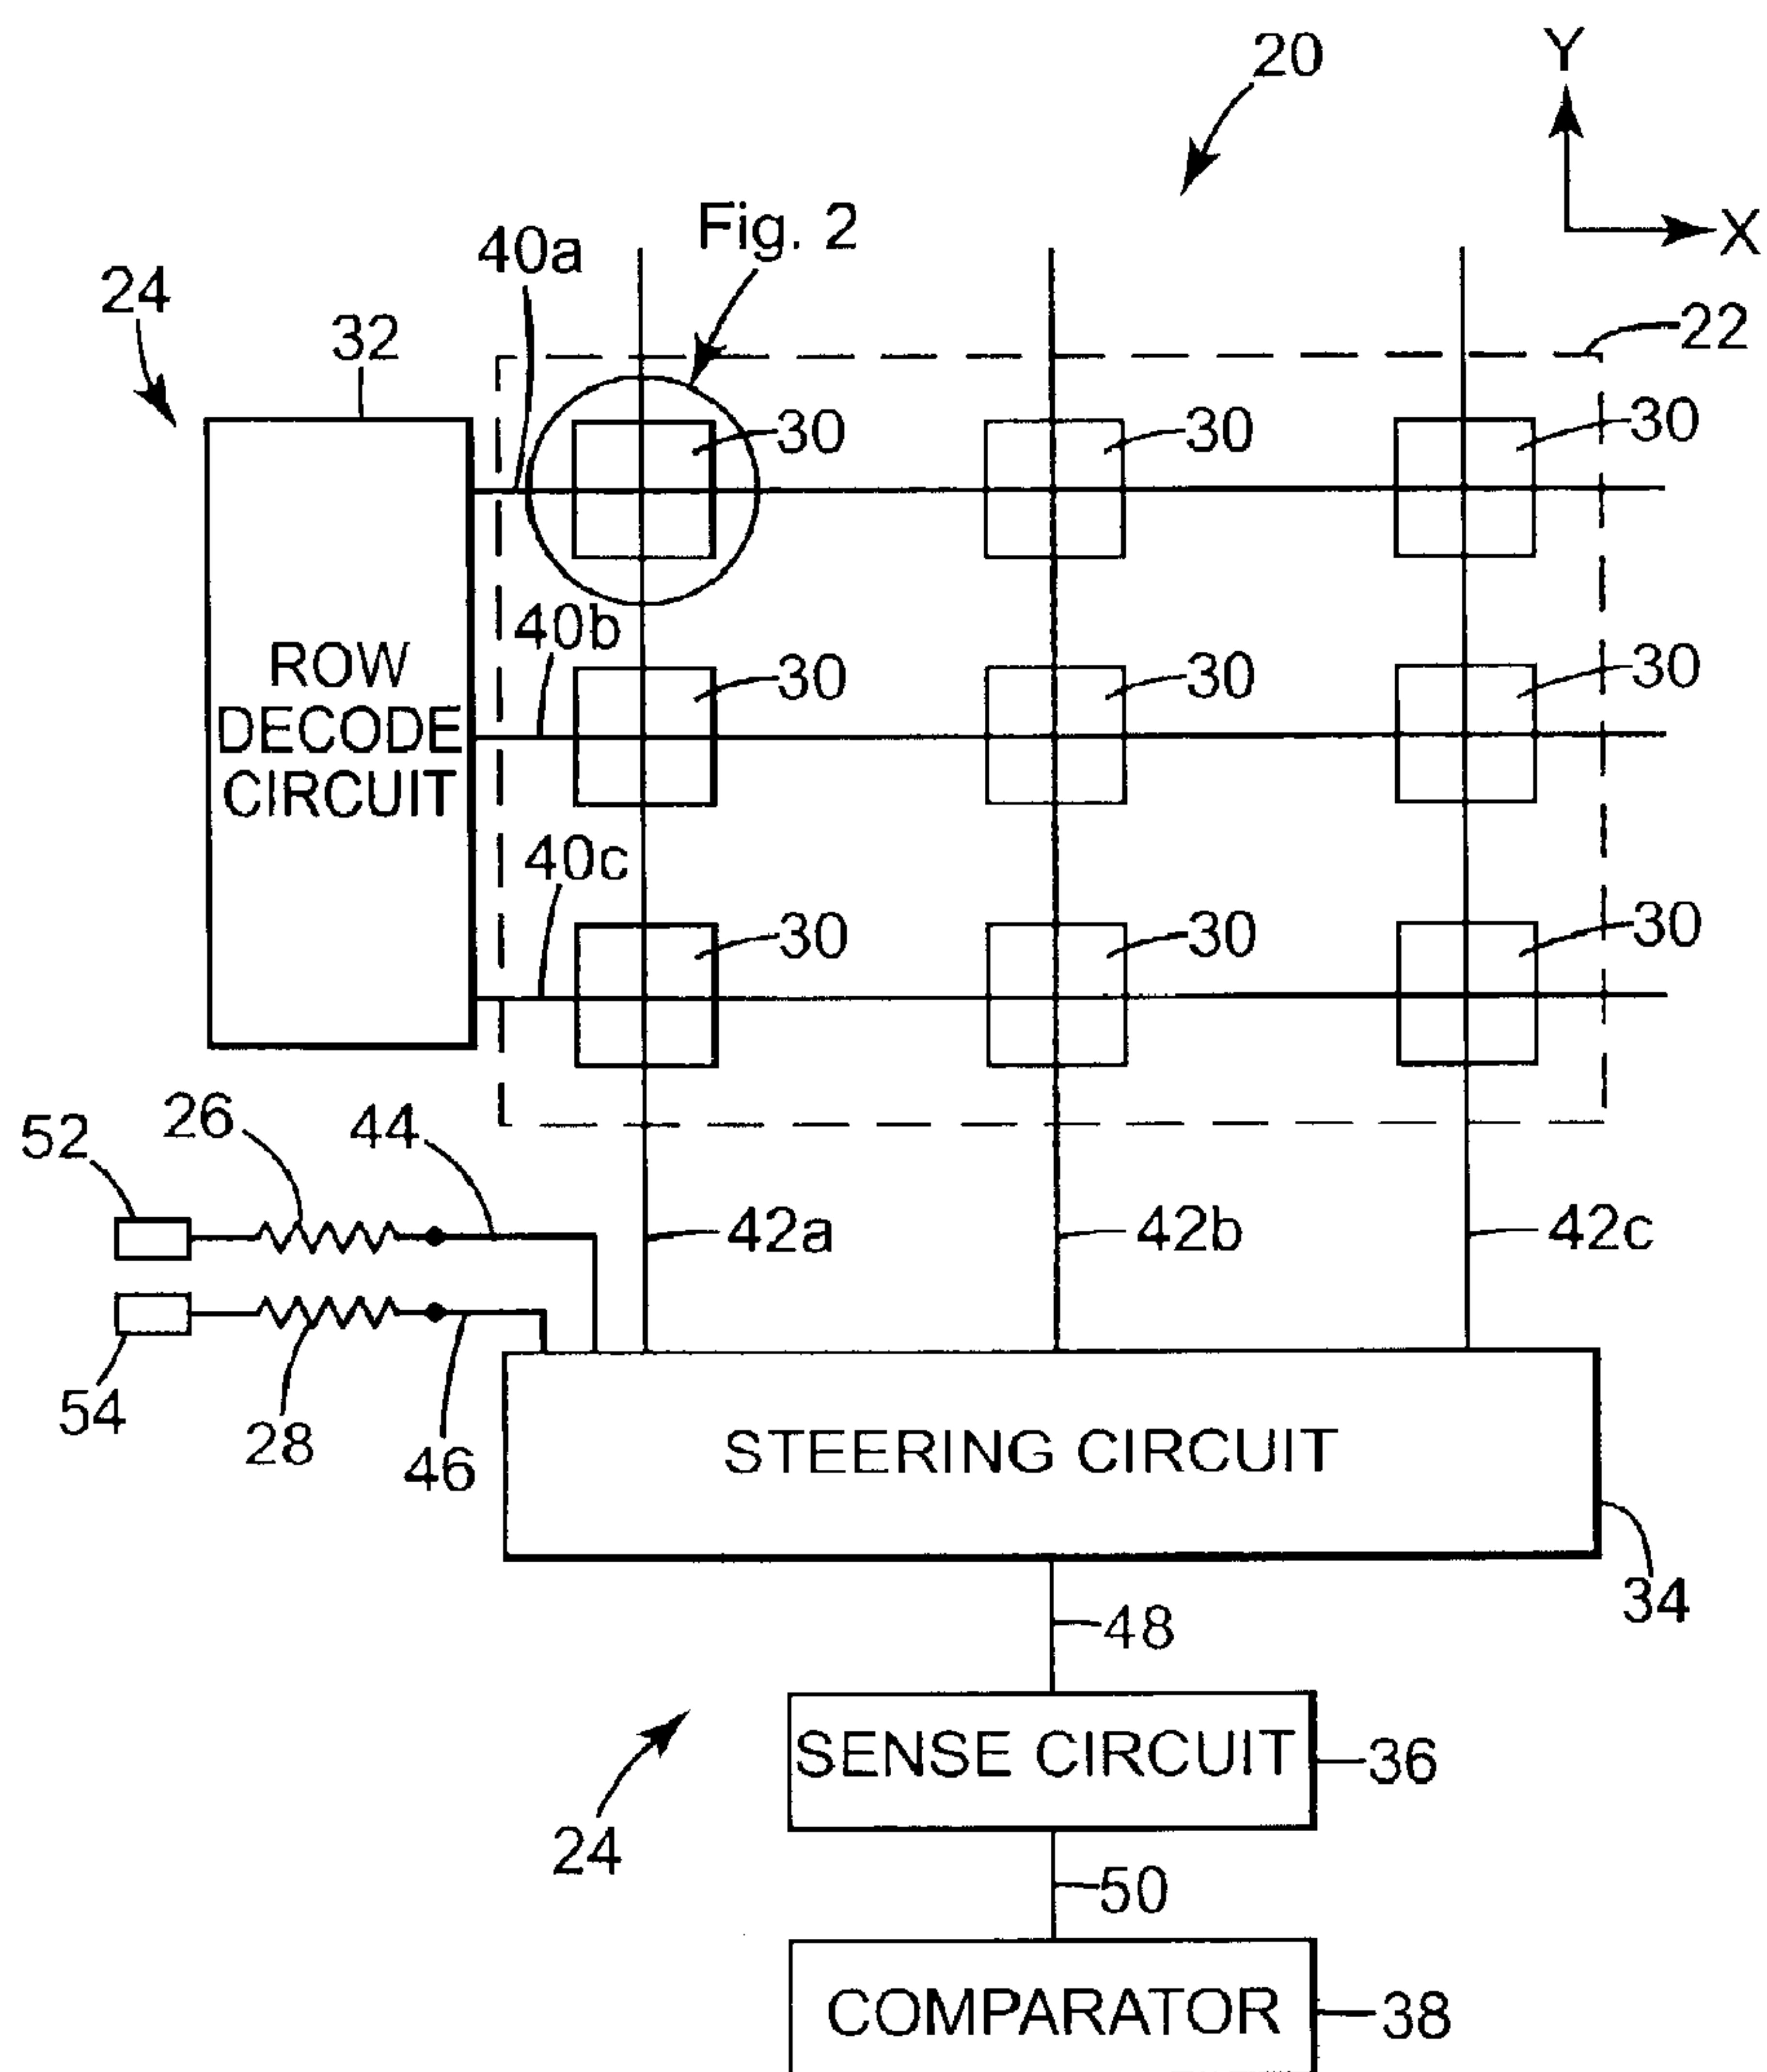 20
Y
X
Fig. 2
40a
24
32
22
30
30
30
40b
ROW
DECODE
CIRCUIT
30
30
30
40c
30
30
30
52
26
44
42a
42b
42c
54
28
46
STEERING CIRCUIT
34
48
SENSE CIRCUIT
36
24
50
COMPARATOR
38